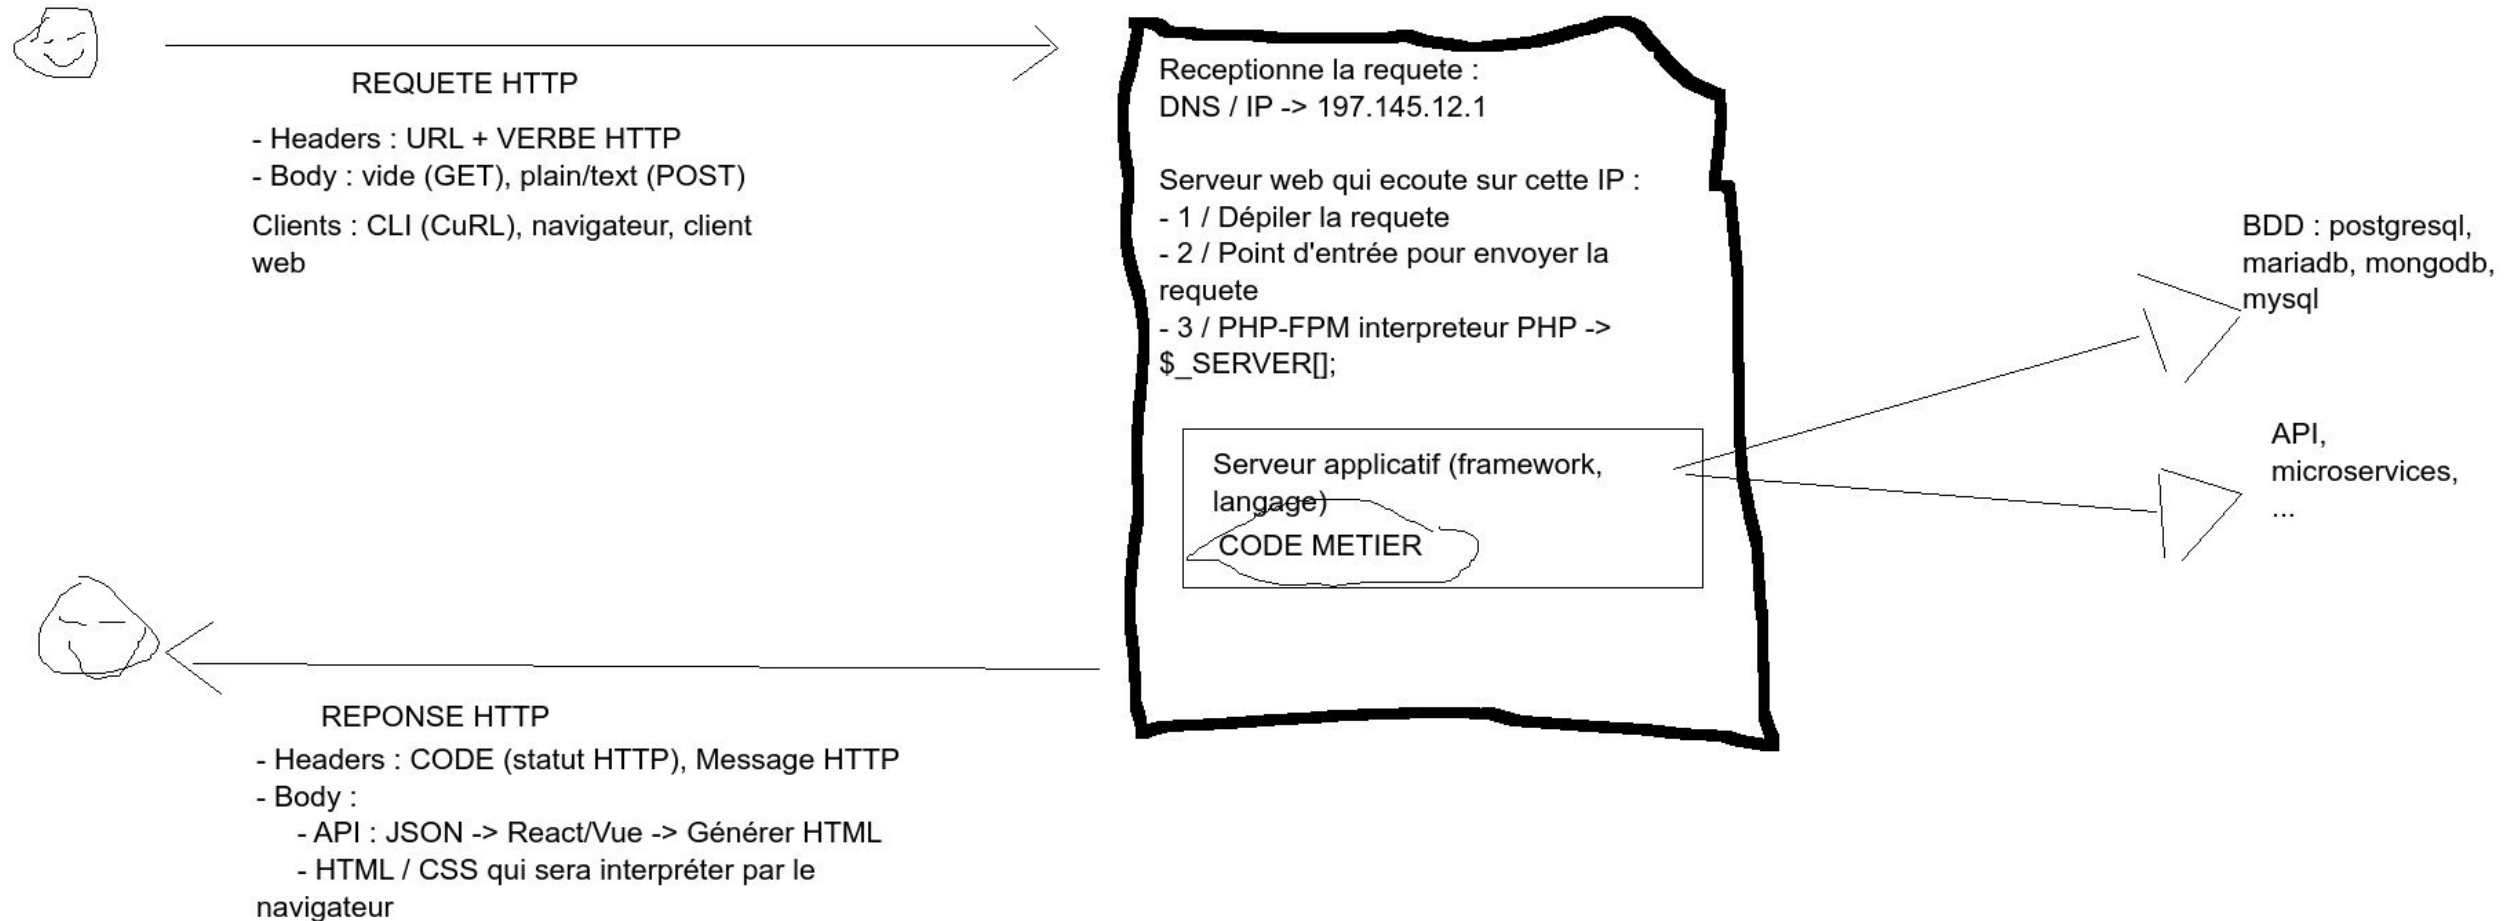 REQUETE HTTP
- Headers : URL + VERBE HTTP
- Body : vide (GET), plain/text (POST)
Clients : CLI (CuRL), navigateur, client
web
Receptionne la requete :
DNS / IP -> 197.145.12.1
Serveur web qui ecoute sur cette IP :
- 1 / Dépiler la requete
- 2 / Point d'entrée pour envoyer la
requete
- 3 / PHP-FPM interpreteur PHP ->
$_SERVER[];
Serveur applicatif (framework,
langage)
CODE METIER
BDD : postgresql,
mariadb, mongodb,
mysql
API,
microservices,
...
REPONSE HTTP
- Headers : CODE (statut HTTP), Message HTTP
- Body :
- API : JSON -> React/Vue -> Générer HTML
- HTML / CSS qui sera interpréter par le
navigateur